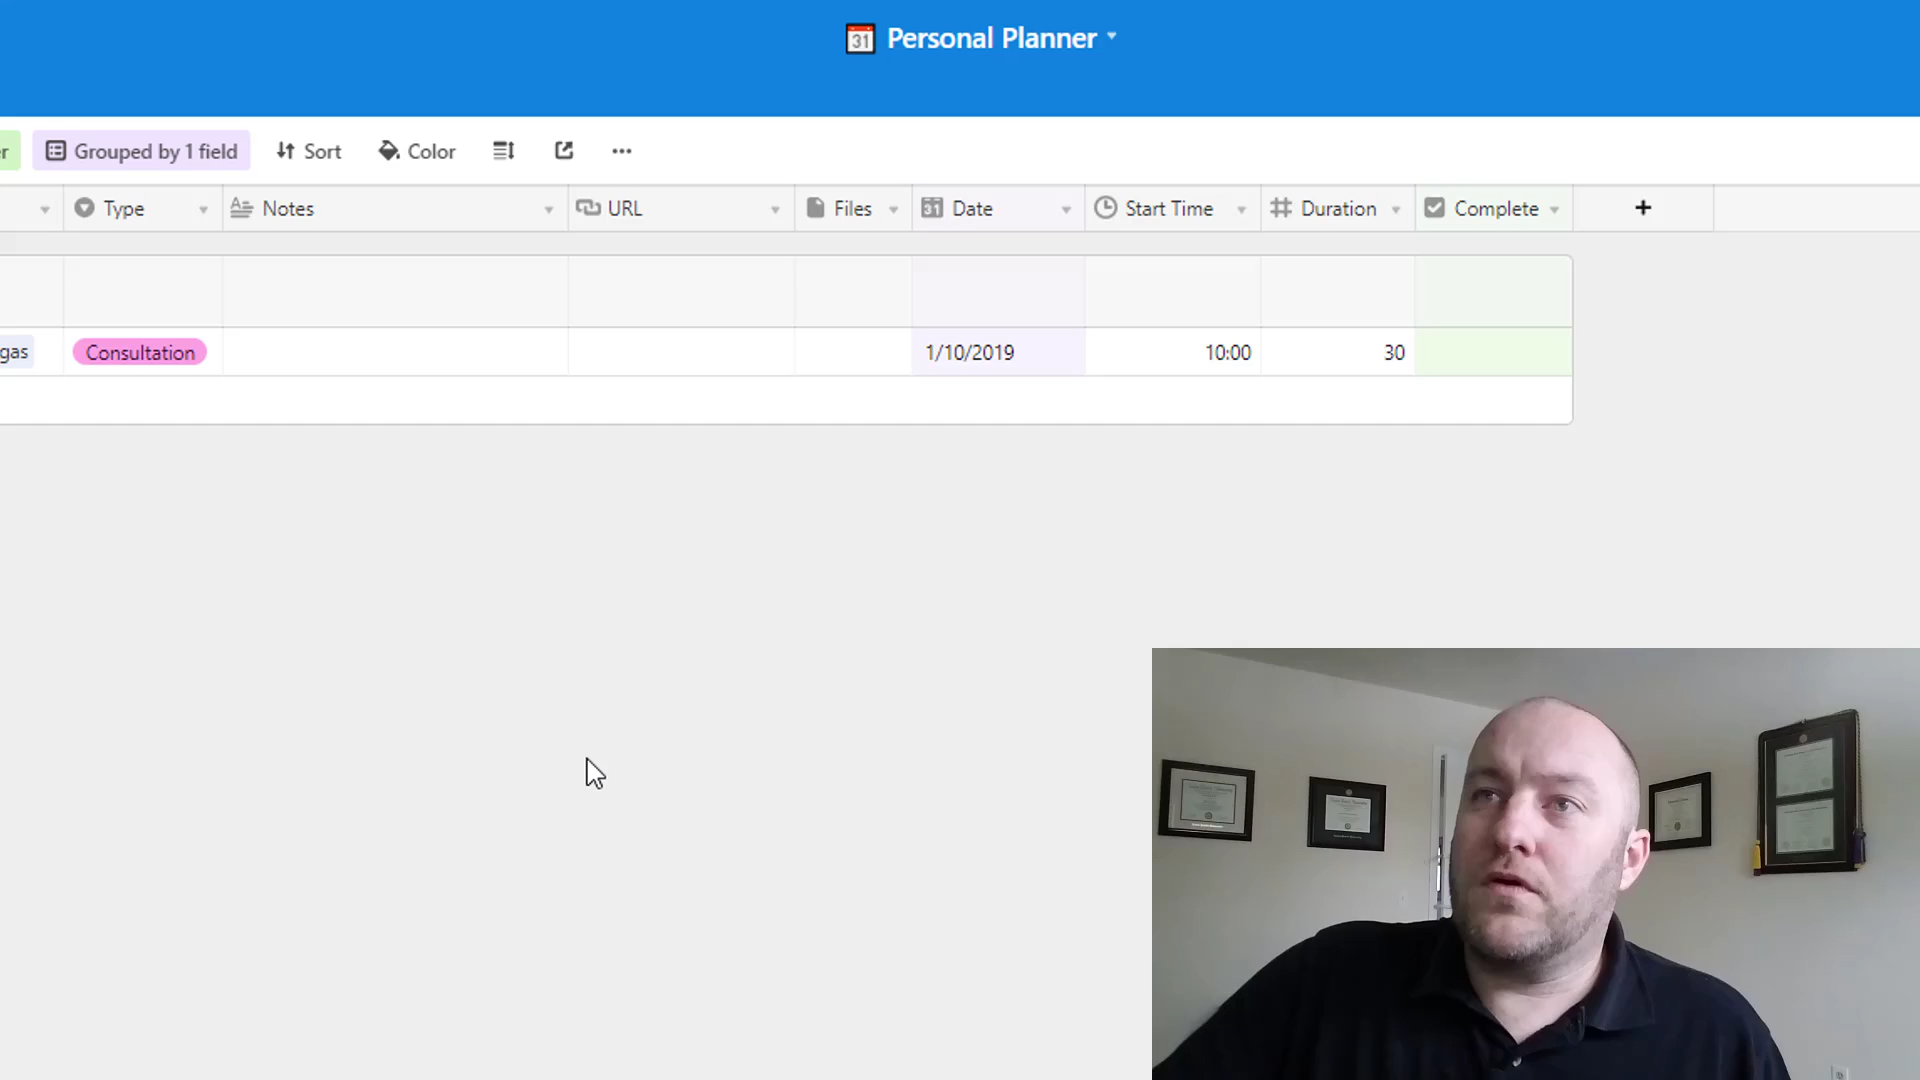 31 Personal Planner
r Grouped by 1 field Sort Color
Type Notes URL Files Date Start Time Duration Complete
gas Consultation 1/10/2019 10:00 30